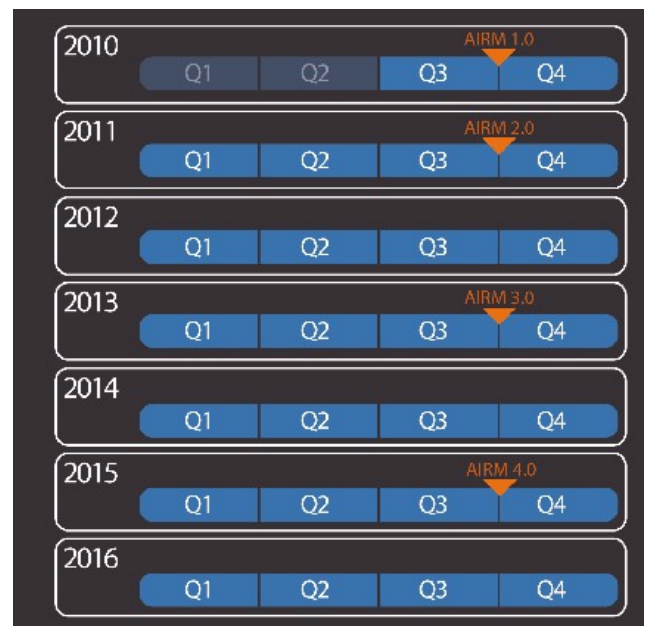 2010
AIRM 1.0
Q1 Q2 Q3 Q4
2011
AIRM 2.0
Q1 Q2 Q3 Q4
2012
Q1 Q2 Q3 Q4
2013
AIRM 3.0
Q1 Q2 Q3 Q4
2014
Q1 Q2 Q3 Q4
2015
AIRM 4.0
Q1 Q2 Q3 Q4
2016
Q1 Q2 Q3 Q4